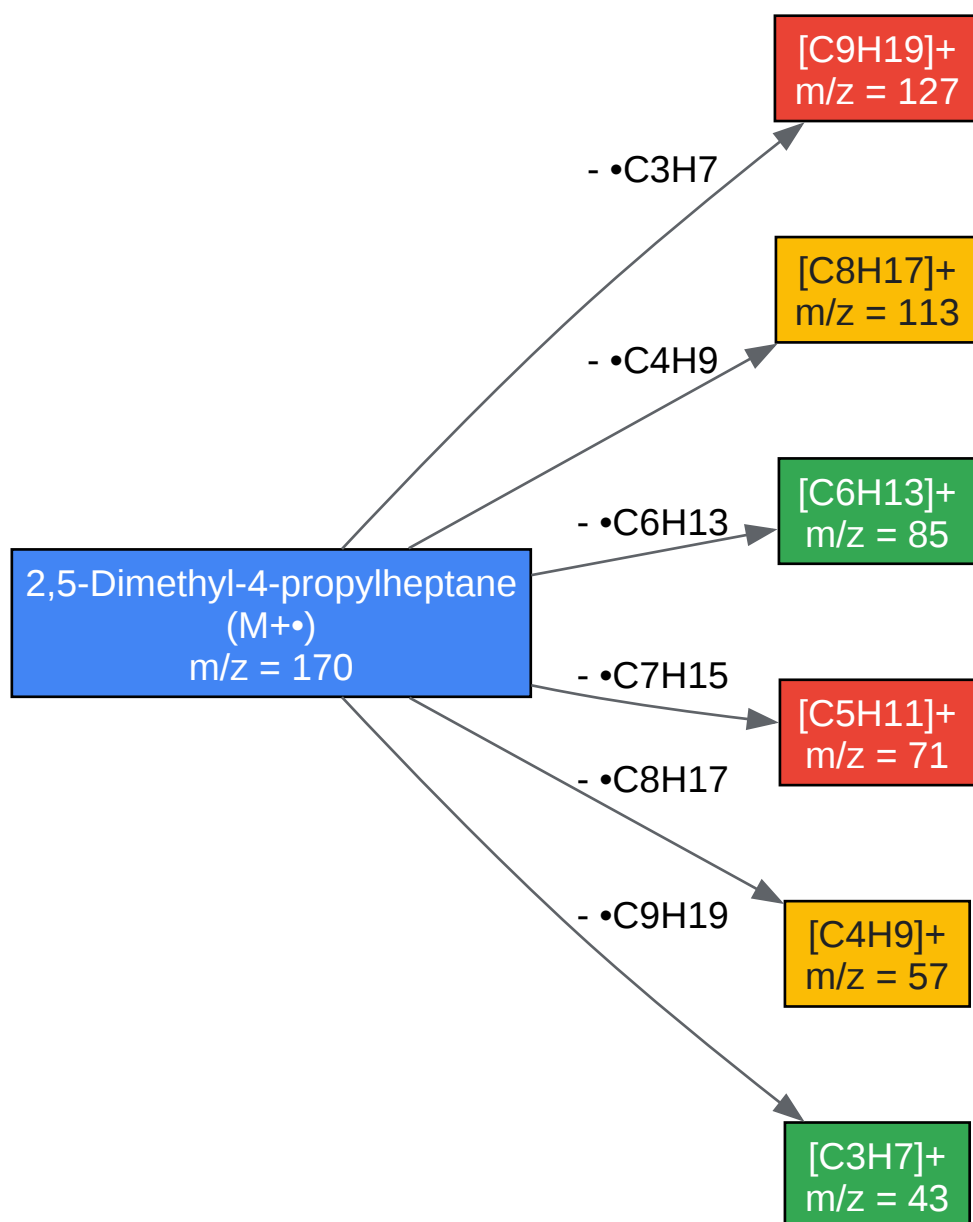 [C9H19]+
m/z = 127
- •C3H7
[C8H17]+
m/z = 113
- •C4H9
[C6H13]+
m/z = 85
- •C6H13
2,5-Dimethyl-4-propylheptane
(M+•)
m/z = 170
- •C7H15
[C5H11]+
m/z = 71
- •C8H17
[C4H9]+
m/z = 57
- •C9H19
[C3H7]+
m/z = 43